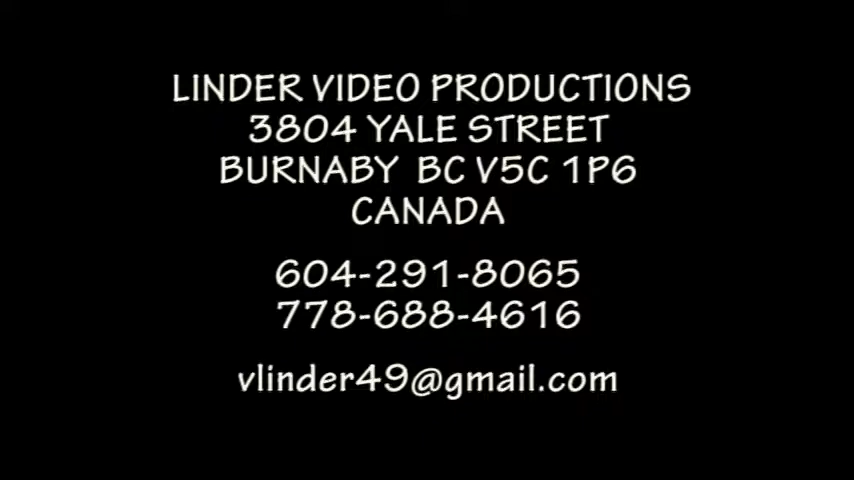 LINDER VIDEO PRODUCTIONS
3804 YALE STREET
BURNABY BC V5C 1P6
CANADA
604-291-8065
778-688-4616
vlinder49@gmail.com